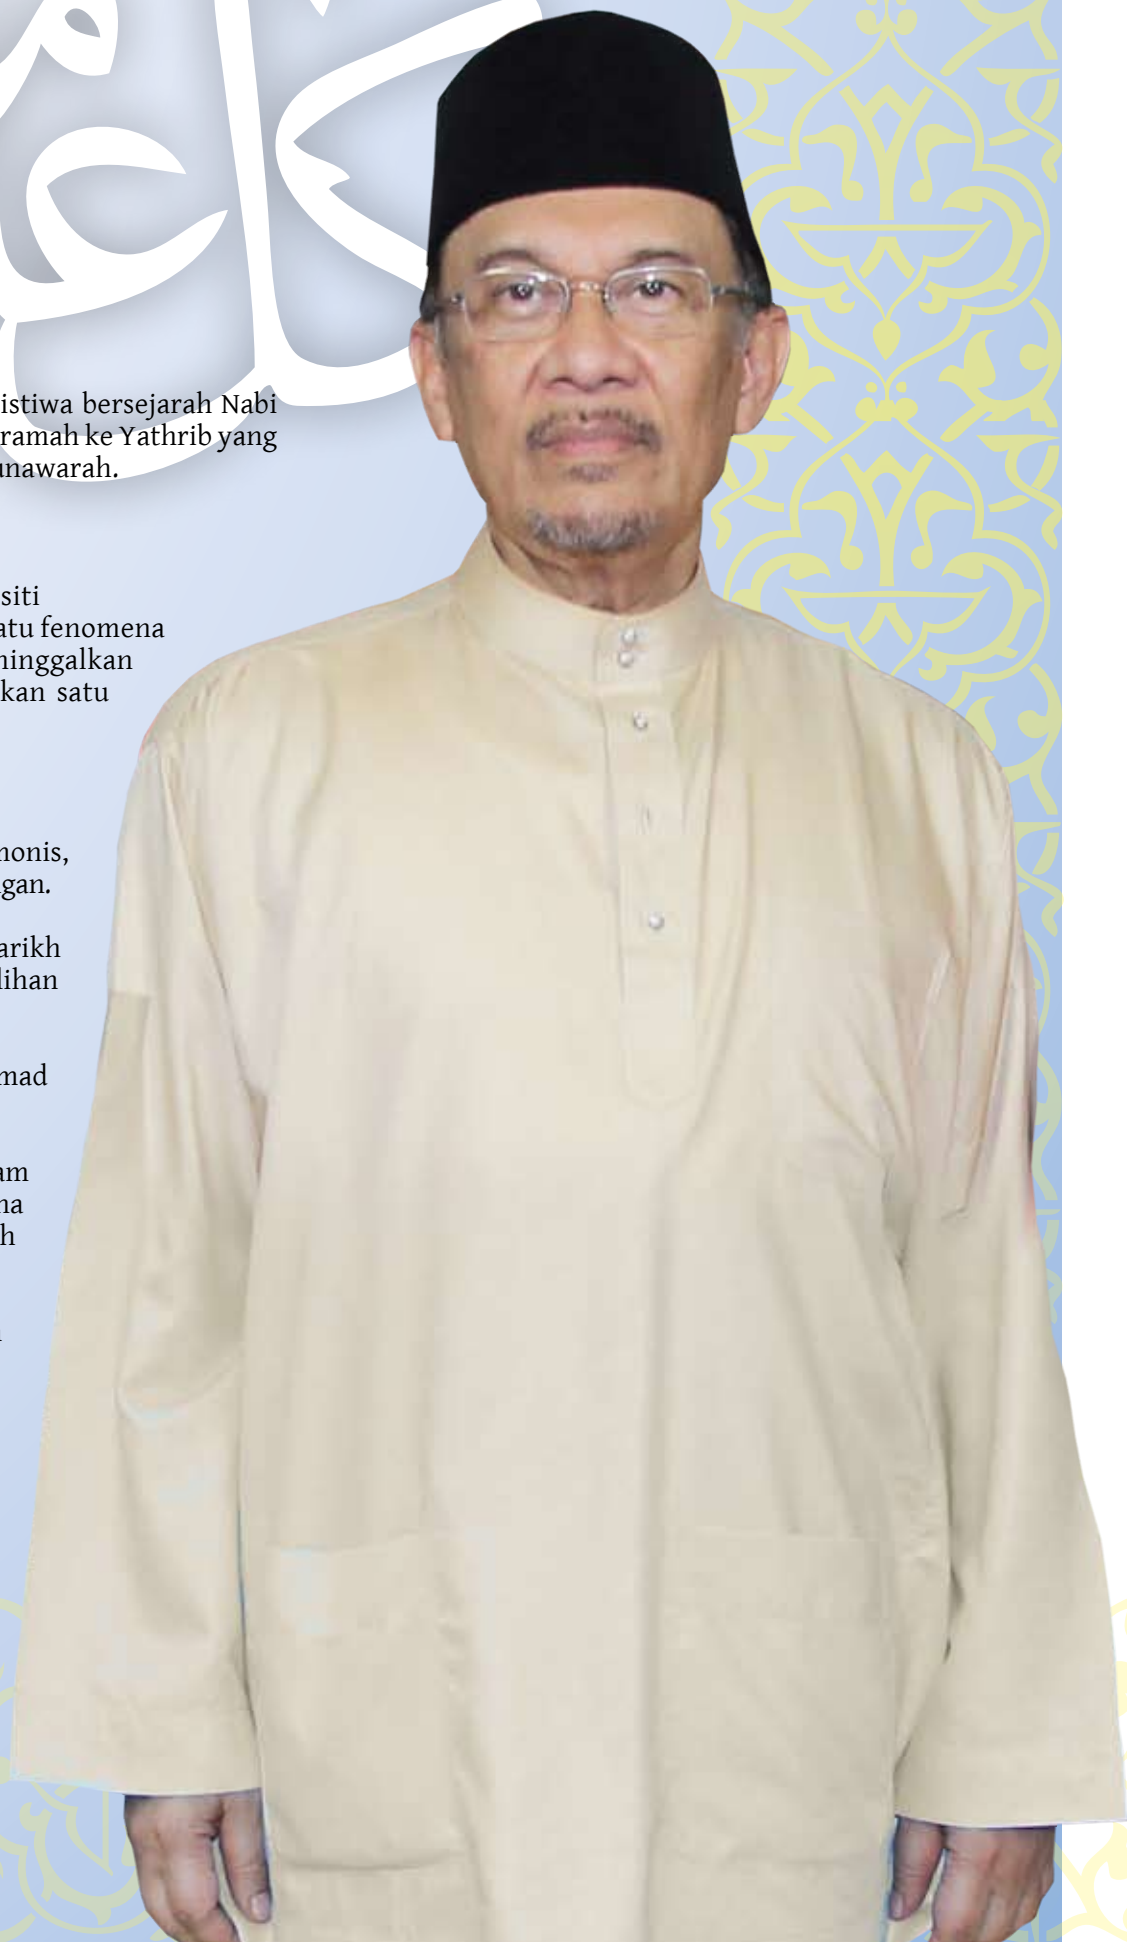 istiwa bersejarah Nabi
ramah ke Yathrib yang
unawarah.
siti
atu fenomena
ninggalkan
kan satu
nonis,
gan.
arikh
lihan
mad
am
na
h